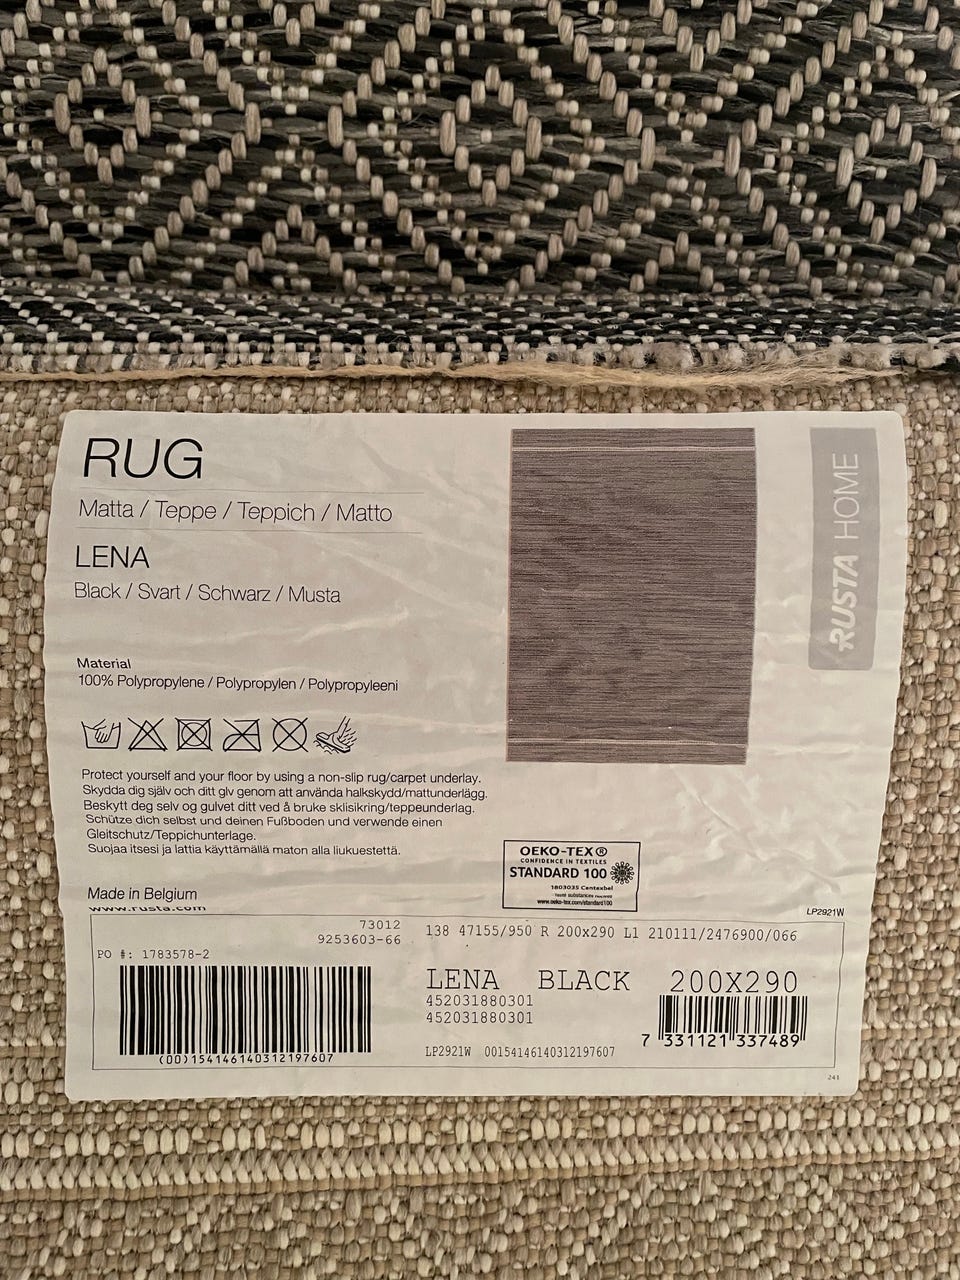 RUG
Matta / Teppe / Teppich / Matto
LENA
Black / Svart / Schwarz / Musta
Material
100% Polypropylene / Polypropylen / Polypropyleeni
Protect yourself and your floor by using a non-slip rug/carpet underlay.
Skydda dig själv och ditt glv genom att använda halkskydd/mattunderlägg.
Beskytt deg selv og gulvet ditt ved å bruke sklisikring/teppeunderlag.
Schütze dich selbst und deinen Fußboden und verwende einen
Gleitschutz/Teppichunterlage.
Suojaa itsesi ja lattia käyttämällä maton alla liukuestettä.
Made in Belgium
www.rusta.com
RUSTA HOME
OEKO-TEX®
CONFIDENCE IN TEXTILES
STANDARD 100
1803035 Centexbel
Tested
www.oeko-tex.com/standard100
LP2921W
73012
9253603-66
PO #: 1783578-2
(00)154146140312197607
138 47155/950 R 200x290 L1 210111/2476900/066
LENA BLACK 200X290
452031880301
452031880301
LP2921W 00154146140312197607
7 331121 337489
241